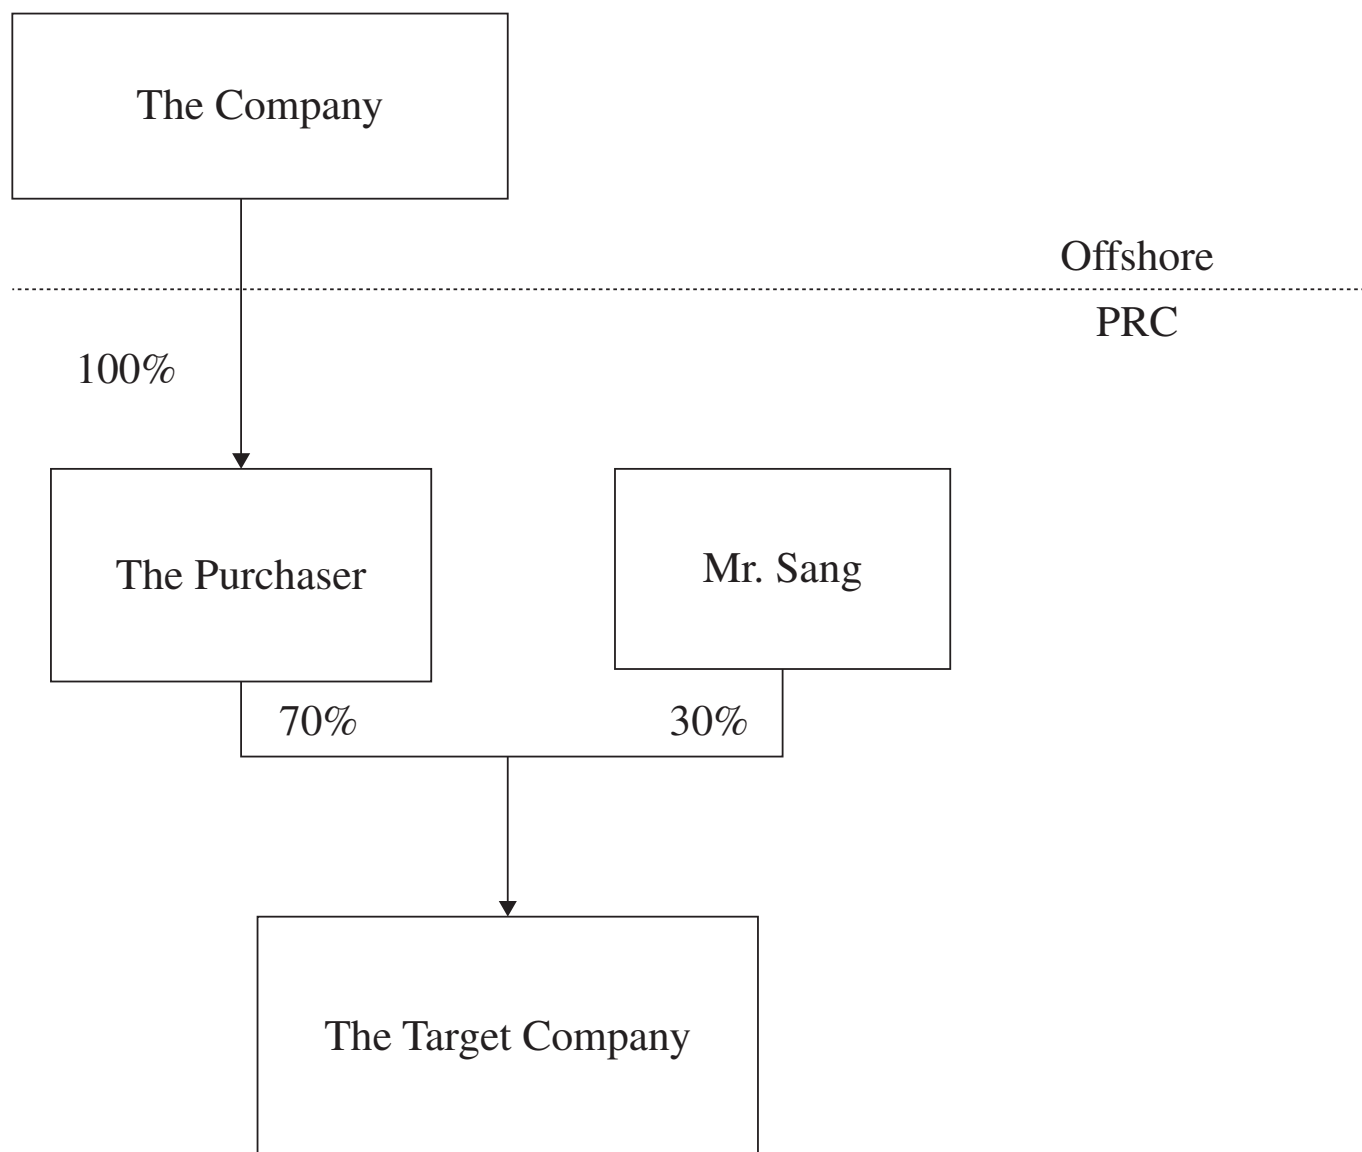 The Company
Offshore
PRC
100%
The Purchaser
Mr. Sang
70%
30%
The Target Company